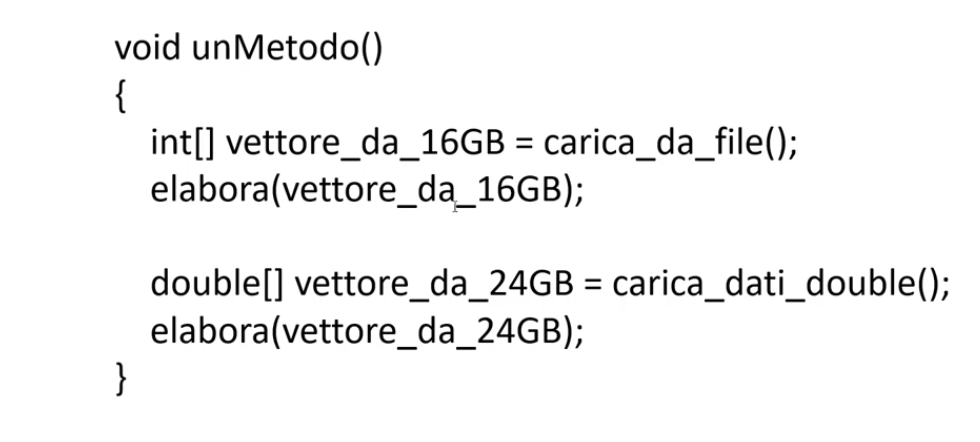 void unMetodo()
{
int[] vettore_da_16GB = carica_da_file();
elabora(vettore_da_16GB);
double[] vettore_da_24GB = carica_dati_double();
elabora(vettore_da_24GB);
}